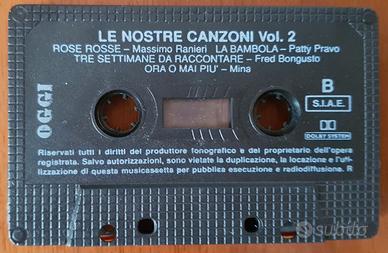 LE NOSTRE CANZONI Vol. 2
ROSE ROSSE – Massimo Ranieri LA BAMBOLA – Patty Pravo
TRE SETTIMANE DA RACCONTARE – Fred Bongusto
ORA O MAI PIU' – Mina
OGGI
B
S.I.A.E.
DOLBY SYSTEM
Riservati tutti i diritti del produttore fonografico e del proprietario dell'opera
registrata. Salvo autorizzazioni, sono vietate la duplicazione, la locazione e l'uti-
lizzazione di questa musicassetta per pubblica esecuzione e radiodiffusione. R
subito